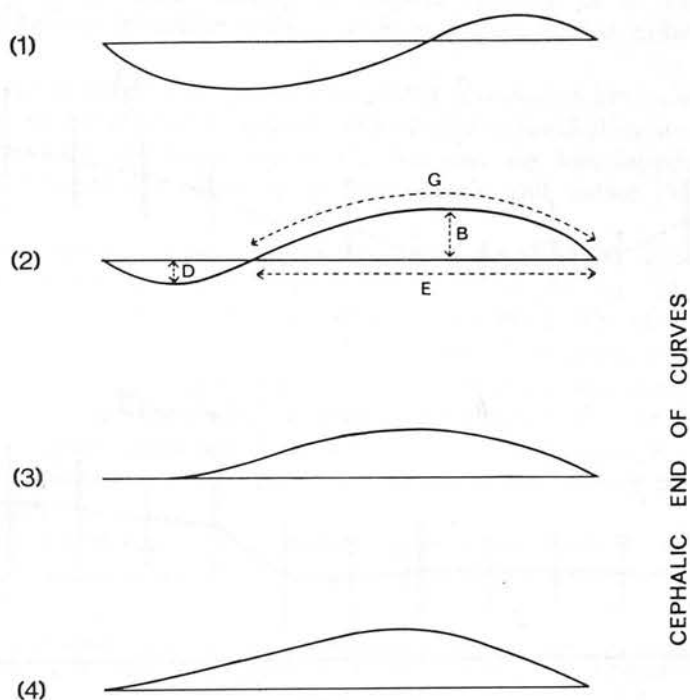 (1)
G
B
(2)
D
E
CEPHALIC END OF CURVES
(3)
(4)